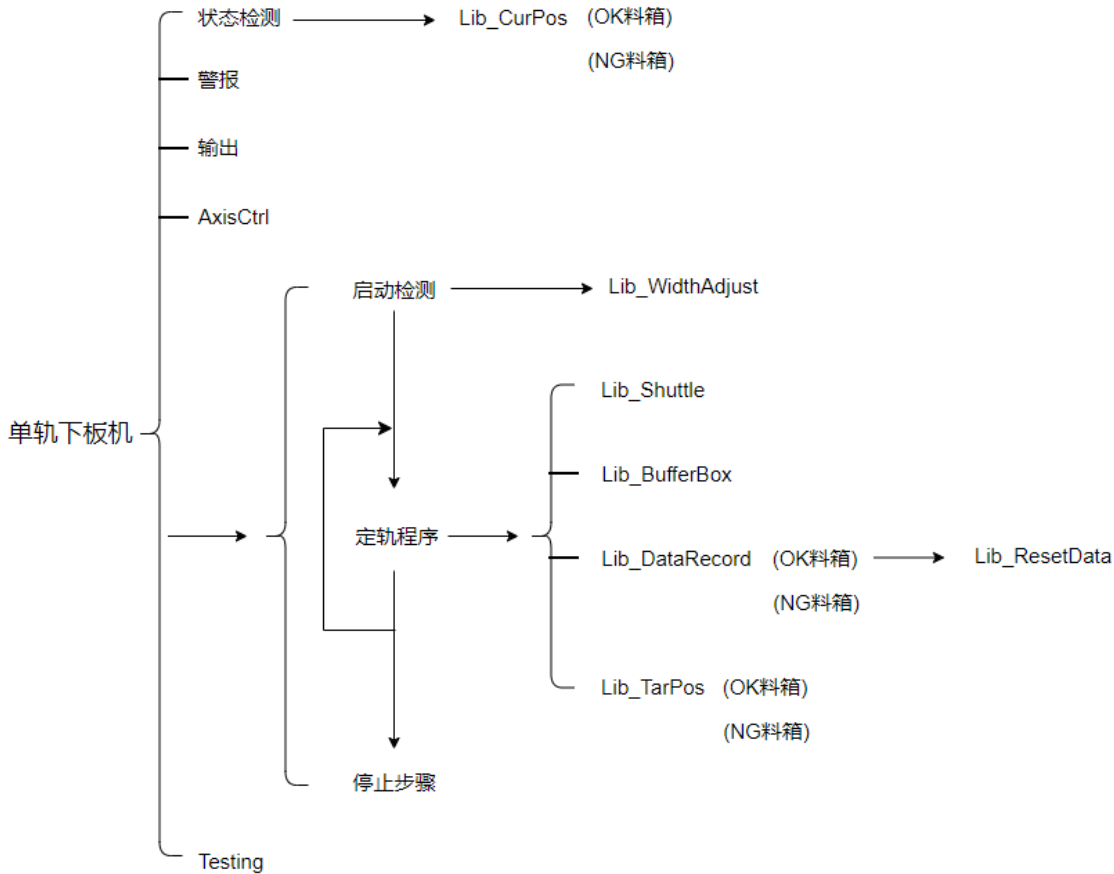 状态检测
Lib_CurPos (OK料箱)
(NG料箱)
警报
输出
AxisCtrl
启动检测
Lib_WidthAdjust
Lib_Shuttle
单轨下板机
Lib_BufferBox
定轨程序
Lib_DataRecord (OK料箱)
Lib_ResetData
(NG料箱)
Lib_TarPos (OK料箱)
(NG料箱)
停止步骤
Testing